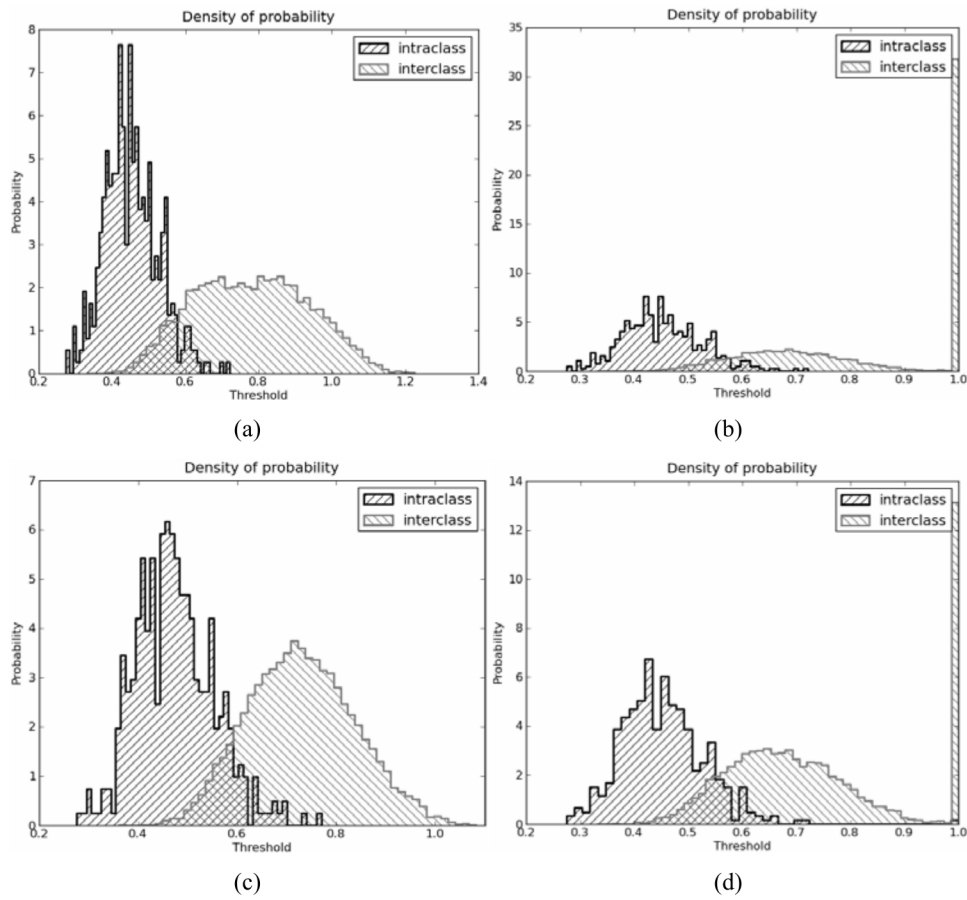 Density of probability
8
7
6
5
4
3
2
1
0
Probability
intraclass
interclass
0.2 0.4 0.6 0.8 1.0 1.2 1.4
Threshold
(a)
Density of probability
35
30
25
20
15
10
5
0
Probability
intraclass
interclass
0.2 0.3 0.4 0.5 0.6 0.7 0.8 0.9 1.0
Threshold
(b)
Density of probability
7
6
5
4
3
2
1
0
Probability
intraclass
interclass
0.2 0.4 0.6 0.8 1.0
Threshold
(c)
Density of probability
14
12
10
8
6
4
2
0
Probability
intraclass
interclass
0.2 0.3 0.4 0.5 0.6 0.7 0.8 0.9 1.0
Threshold
(d)